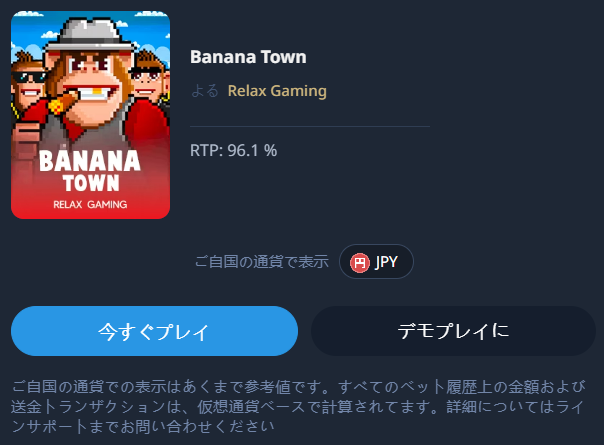 BANANA
TOWN
RELAX GAMING
Banana Town
よる Relax Gaming
RTP: 96.1 %
ご自国の通貨で表示 円 JPY
今すぐプレイ
デモプレイに
ご自国の通貨での表示はあくまで参考値です。すべてのベット履歴上の金額および
送金トランザクションは、仮想通貨ベースで計算されてます。詳細についてはライ
ンサポートまでお問い合わせください